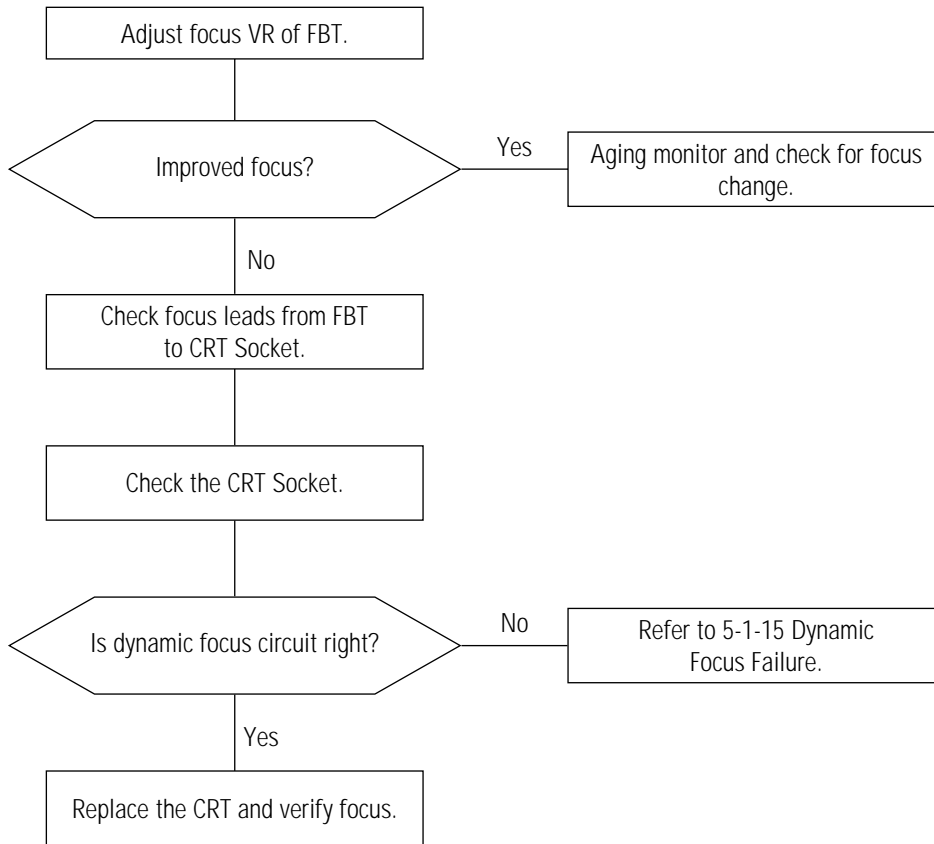 Adjust focus VR of FBT.
Improved focus?
Yes
Aging monitor and check for focus
change.
No
Check focus leads from FBT
to CRT Socket.
Check the CRT Socket.
Is dynamic focus circuit right?
No
Refer to 5-1-15 Dynamic
Focus Failure.
Yes
Replace the CRT and verify focus.